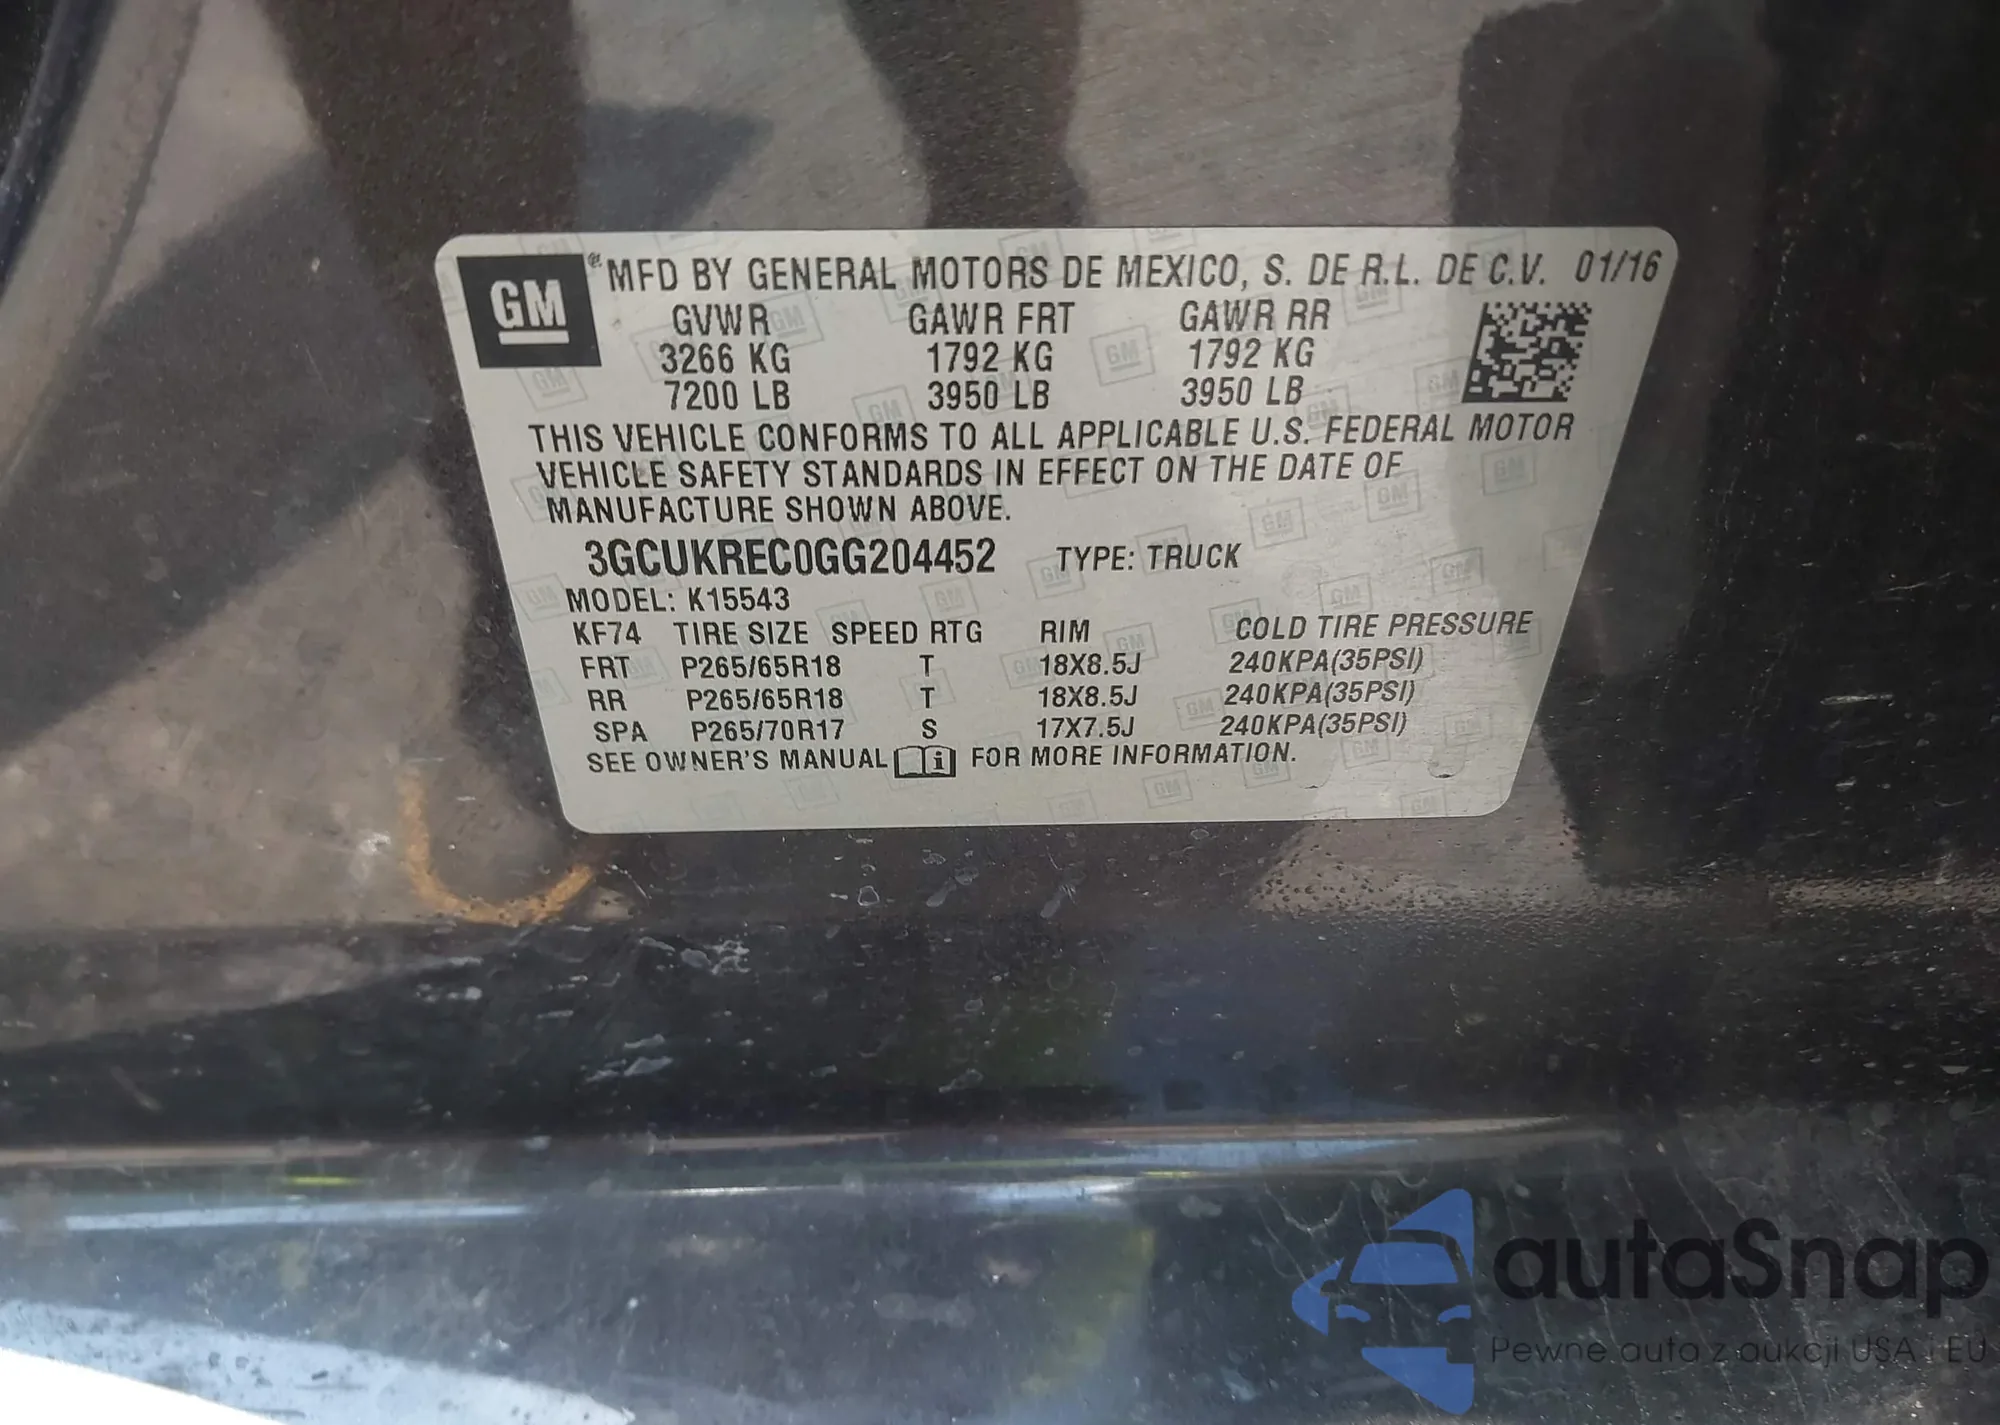 GM ® MFD BY GENERAL MOTORS DE MEXICO, S. DE R.L. DE C.V. 01/16
GVWR GAWR FRT GAWR RR
3266 KG 1792 KG 1792 KG
7200 LB 3950 LB 3950 LB
THIS VEHICLE CONFORMS TO ALL APPLICABLE U.S. FEDERAL MOTOR
VEHICLE SAFETY STANDARDS IN EFFECT ON THE DATE OF
MANUFACTURE SHOWN ABOVE.
3GCUKREC0GG204452 TYPE: TRUCK
MODEL: K15543
KF74 TIRE SIZE SPEED RTG RIM COLD TIRE PRESSURE
FRT P265/65R18 T 18X8.5J 240KPA(35PSI)
RR P265/65R18 T 18X8.5J 240KPA(35PSI)
SPA P265/70R17 S 17X7.5J 240KPA(35PSI)
SEE OWNER'S MANUAL i FOR MORE INFORMATION.
autaSnap
Pewne auta z aukcji USA i EU